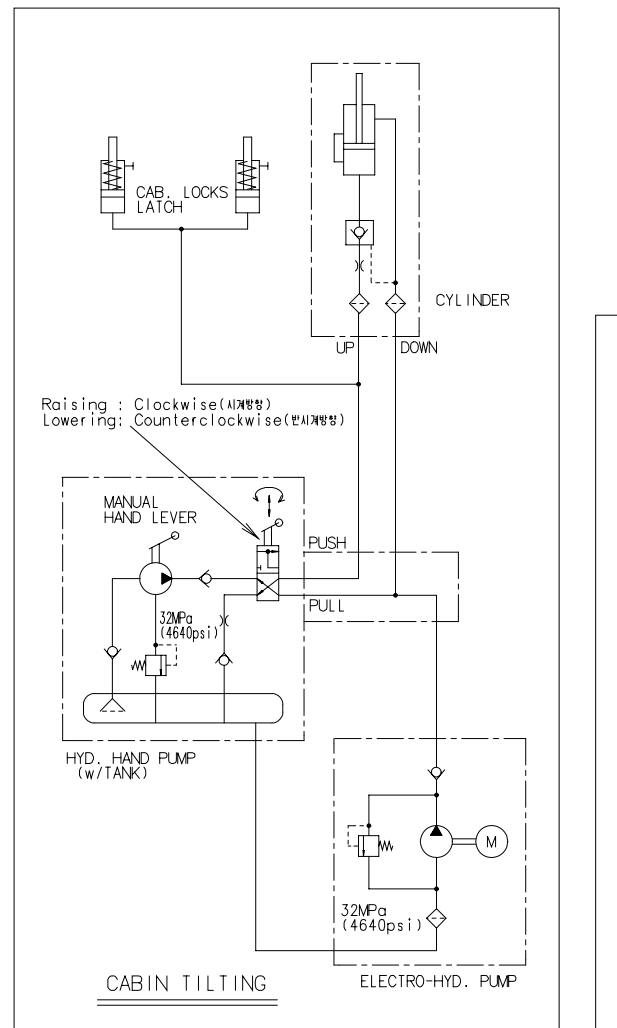 CAB. LOCKS
LATCH
CYLINDER
UP
DOWN
Raising : Clockwise(시계방향)
Lowering: Counterclockwise(반시계방향)
MANUAL
HAND LEVER
PUSH
PULL
32MPa
(4640psi)
HYD. HAND PUMP
(w/TANK)
M
32MPa
(4640psi)
CABIN TILTING
ELECTRO-HYD. PUMP